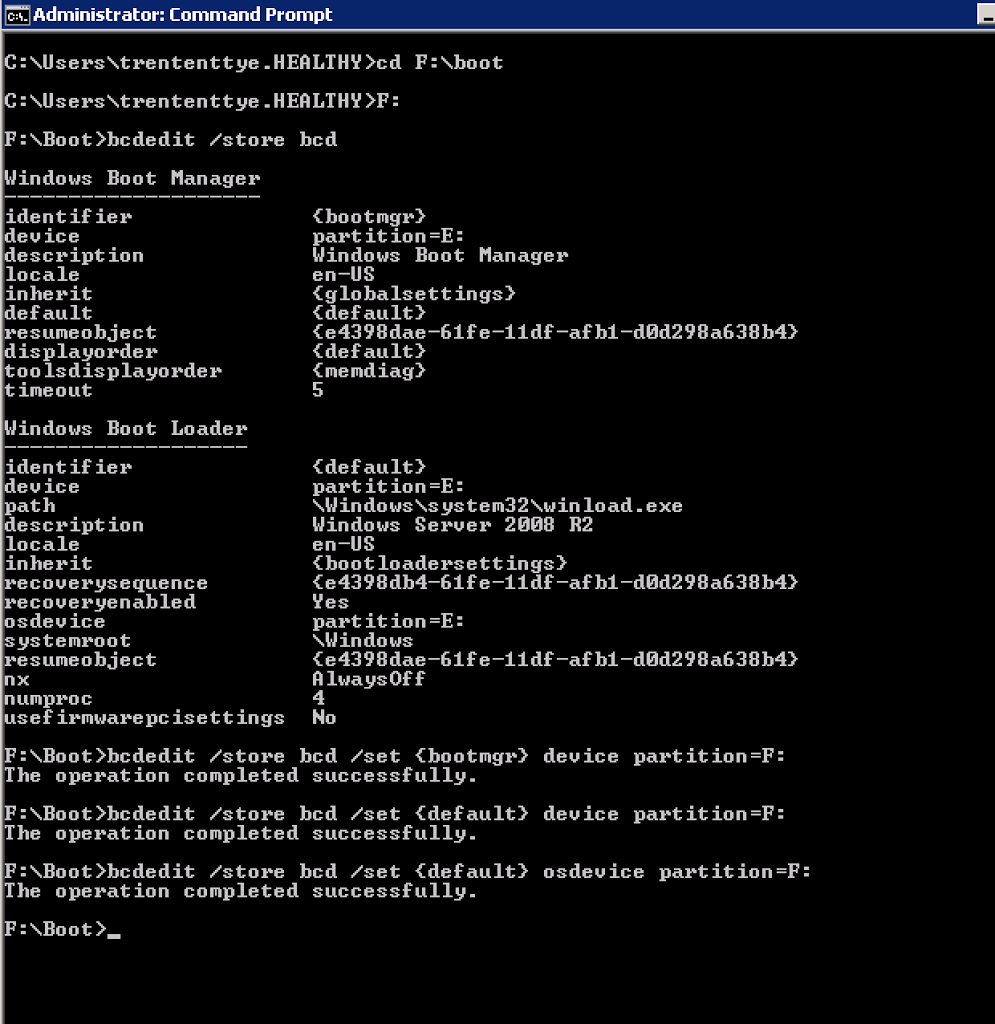 Administrator: Command Prompt
C:\Users\trententtye.HEALTHY>cd F:\boot
C:\Users\trententtye.HEALTHY>F:
F:\Boot>bcdedit /store bcd
Windows Boot Manager
--------------------
identifier              {bootmgr}
device                  partition=E:
description             Windows Boot Manager
locale                  en-US
inherit                 {globalsettings}
default                 {default}
resumeobject            {e4398dae-61fe-11df-afb1-d0d298a638b4}
displayorder            {default}
toolsdisplayorder       {memdiag}
timeout                 5
Windows Boot Loader
-------------------
identifier              {default}
device                  partition=E:
path                    \Windows\system32\winload.exe
description             Windows Server 2008 R2
locale                  en-US
inherit                 {bootloadersettings}
recoverysequence        {e4398db4-61fe-11df-afb1-d0d298a638b4}
recoveryenabled         Yes
osdevice                partition=E:
systemroot              \Windows
resumeobject            {e4398dae-61fe-11df-afb1-d0d298a638b4}
nx                      AlwaysOff
numproc                 4
usefirmwarepcisettings  No
F:\Boot>bcdedit /store bcd /set {bootmgr} device partition=F:
The operation completed successfully.
F:\Boot>bcdedit /store bcd /set {default} device partition=F:
The operation completed successfully.
F:\Boot>bcdedit /store bcd /set {default} osdevice partition=F:
The operation completed successfully.
F:\Boot>_